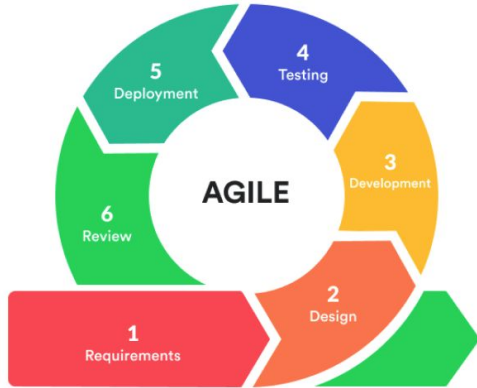 AGILE
1
Requirements
2
Design
3
Development
4
Testing
5
Deployment
6
Review